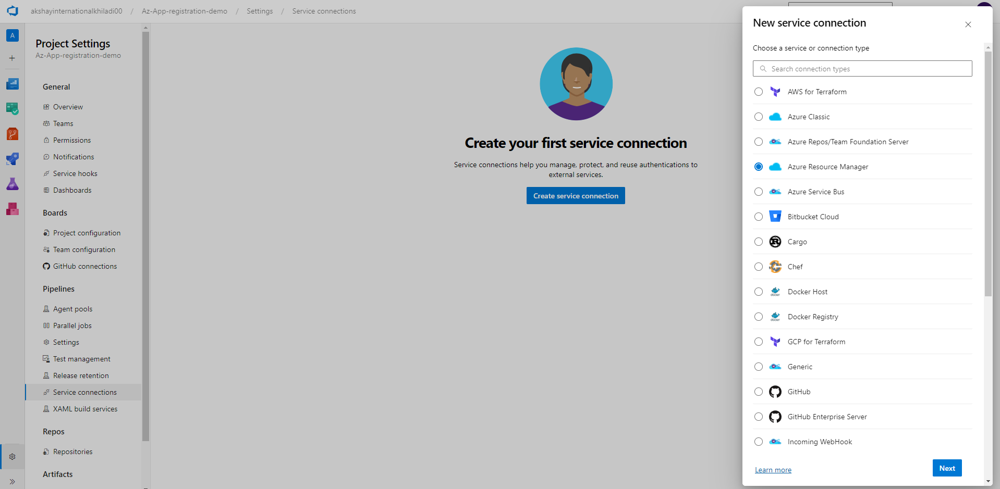 akshayinternationalkhiladi00 / Az-App-registration-demo / Settings / Service connections
A
Project Settings
Az-App-registration-demo
General
Overview
Teams
Permissions
Notifications
Service hooks
Dashboards
Boards
Project configuration
Team configuration
GitHub connections
Pipelines
Agent pools
Parallel jobs
Settings
Test management
Release retention
Service connections
XAML build services
Repos
Repositories
Artifacts
Create your first service connection
Service connections help you manage, protect, and reuse authentications to
external services.
Create service connection
New service connection
Choose a service or connection type
Search connection types
AWS for Terraform
Azure Classic
Azure Repos/Team Foundation Server
Azure Resource Manager
Azure Service Bus
Bitbucket Cloud
Cargo
Chef
docker Docker Host
docker Docker Registry
GCP for Terraform
Generic
GitHub
GitHub Enterprise Server
Incoming WebHook
Learn more
Next